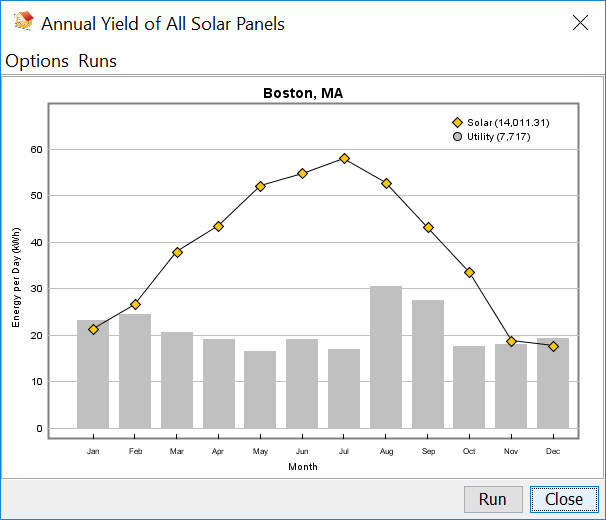 Annual Yield of All Solar Panels
Options Runs
Boston, MA
Solar (14,011.31)
Utility (7,717)
60
50
40
30
20
10
0
Energy per Day (kWh)
Jan Feb Mar Apr May Jun Jul Aug Sep Oct Nov Dec
Month
Run Close